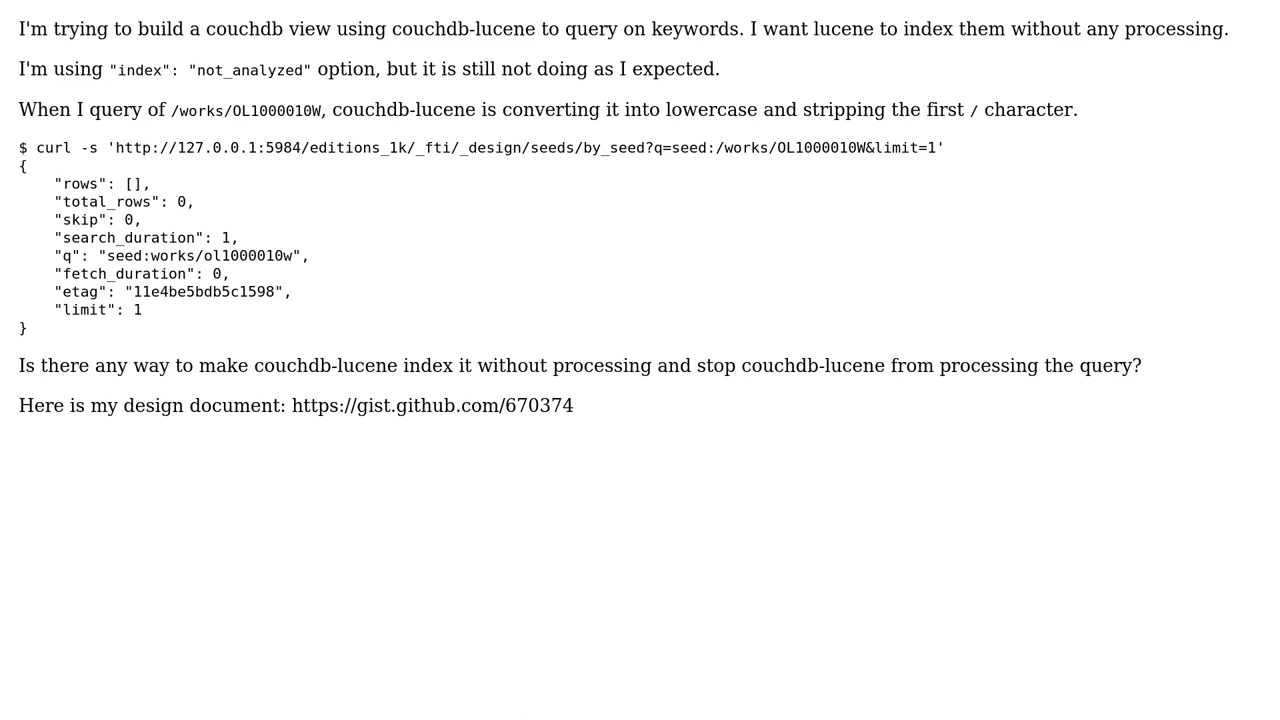 I'm trying to build a couchdb view using couchdb-lucene to query on keywords. I want lucene to index them without any processing.
I'm using "index": "not_analyzed" option, but it is still not doing as I expected.
When I query of /works/OL1000010W, couchdb-lucene is converting it into lowercase and stripping the first / character.
$ curl -s 'http://127.0.0.1:5984/editions_1k/_fti/_design/seeds/by_seed?q=seed:/works/OL1000010W&limit=1'
{
    "rows": [],
    "total_rows": 0,
    "skip": 0,
    "search_duration": 1,
    "q": "seed:works/ol1000010w",
    "fetch_duration": 0,
    "etag": "11e4be5bdb5c1598",
    "limit": 1
}
Is there any way to make couchdb-lucene index it without processing and stop couchdb-lucene from processing the query?
Here is my design document: https://gist.github.com/670374